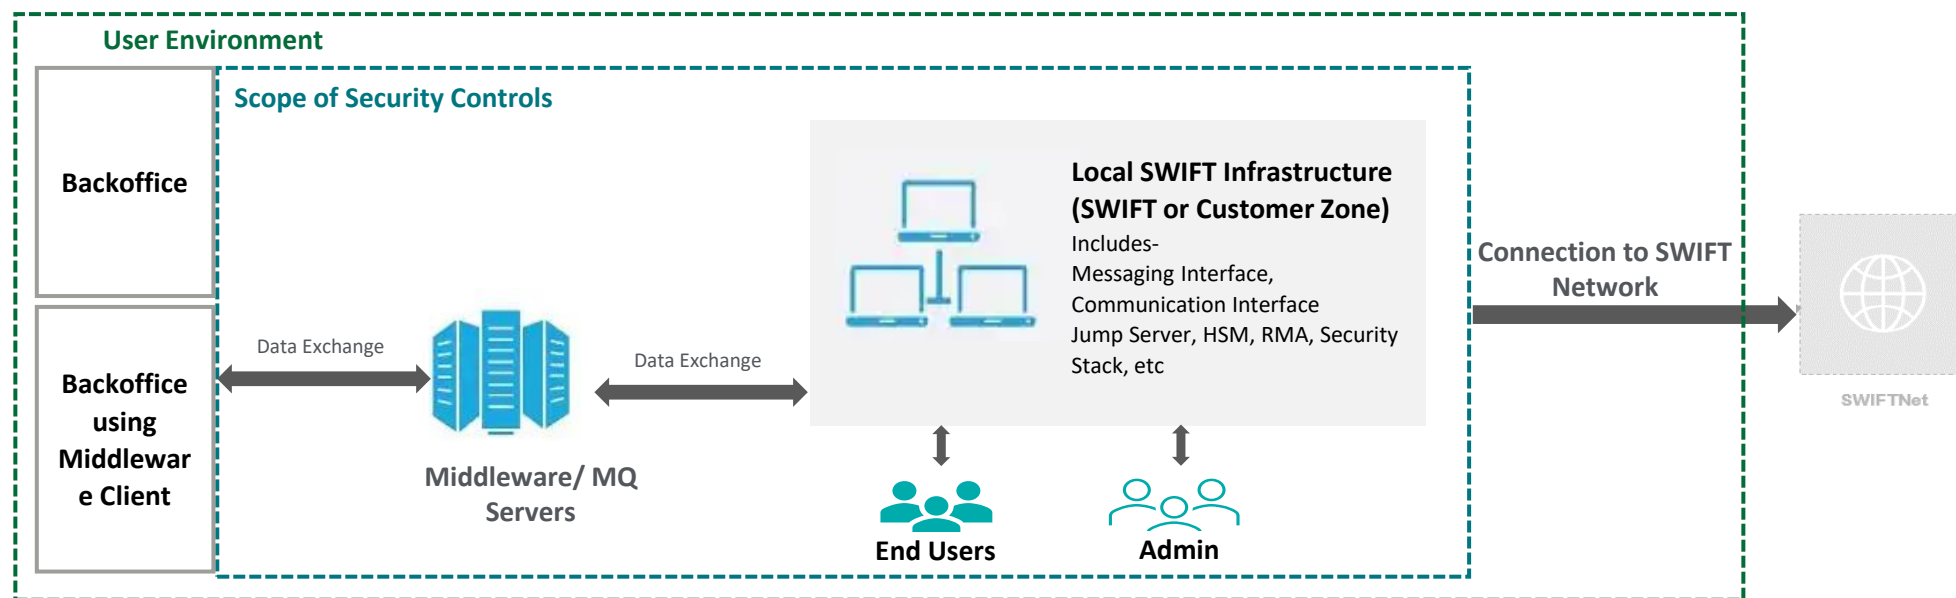 User Environment
Scope of Security Controls
Backoffice
Backoffice
using
Middlewar
e Client
Data Exchange
Middleware/ MQ
Servers
Data Exchange
Local SWIFT Infrastructure
(SWIFT or Customer Zone)
Includes-
Messaging Interface,
Communication Interface
Jump Server, HSM, RMA, Security
Stack, etc
End Users
Admin
Connection to SWIFT
Network
SWIFTNet